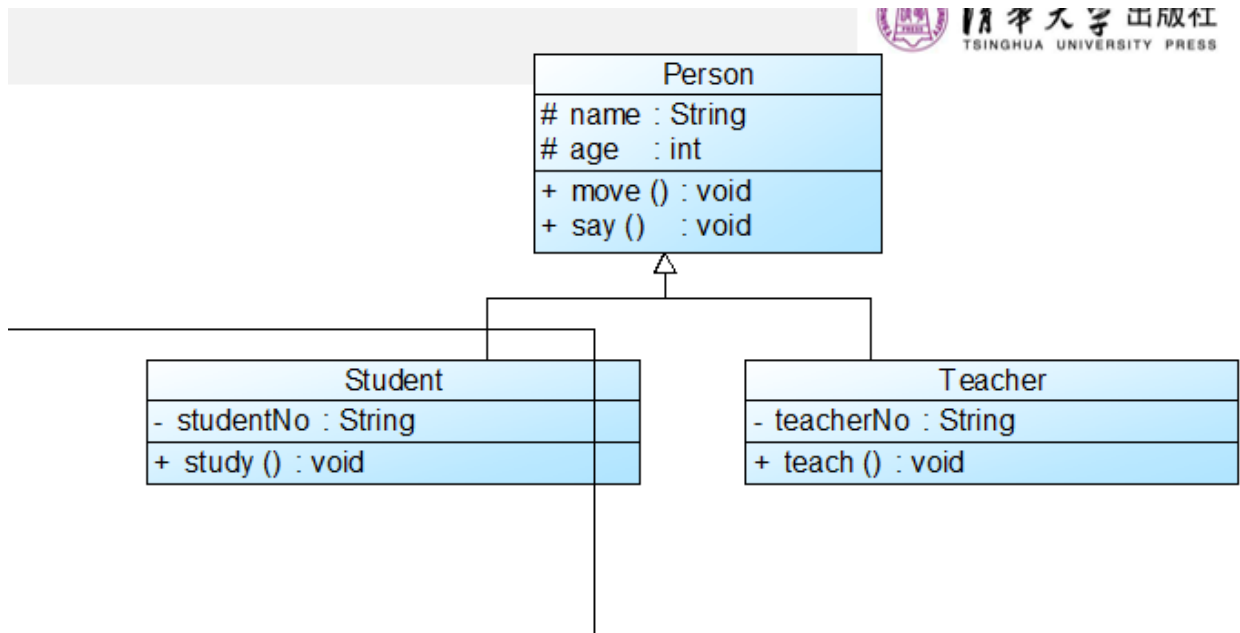 清华大学出版社
TSINGHUA UNIVERSITY PRESS
Person
# name : String
# age : int
+ move () : void
+ say () : void
Student
- studentNo : String
+ study () : void
Teacher
- teacherNo : String
+ teach () : void